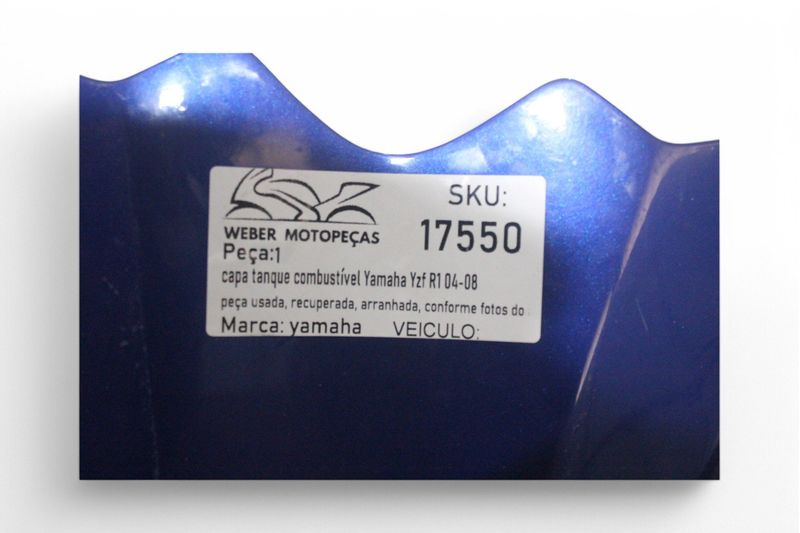 SKU:
WEBER MOTOPEÇAS
17550
Peça:1
capa tanque combustível Yamaha Yzf R1 04-08
peça usada, recuperada, arranhada, conforme fotos do
Marca: yamaha VEICULO: